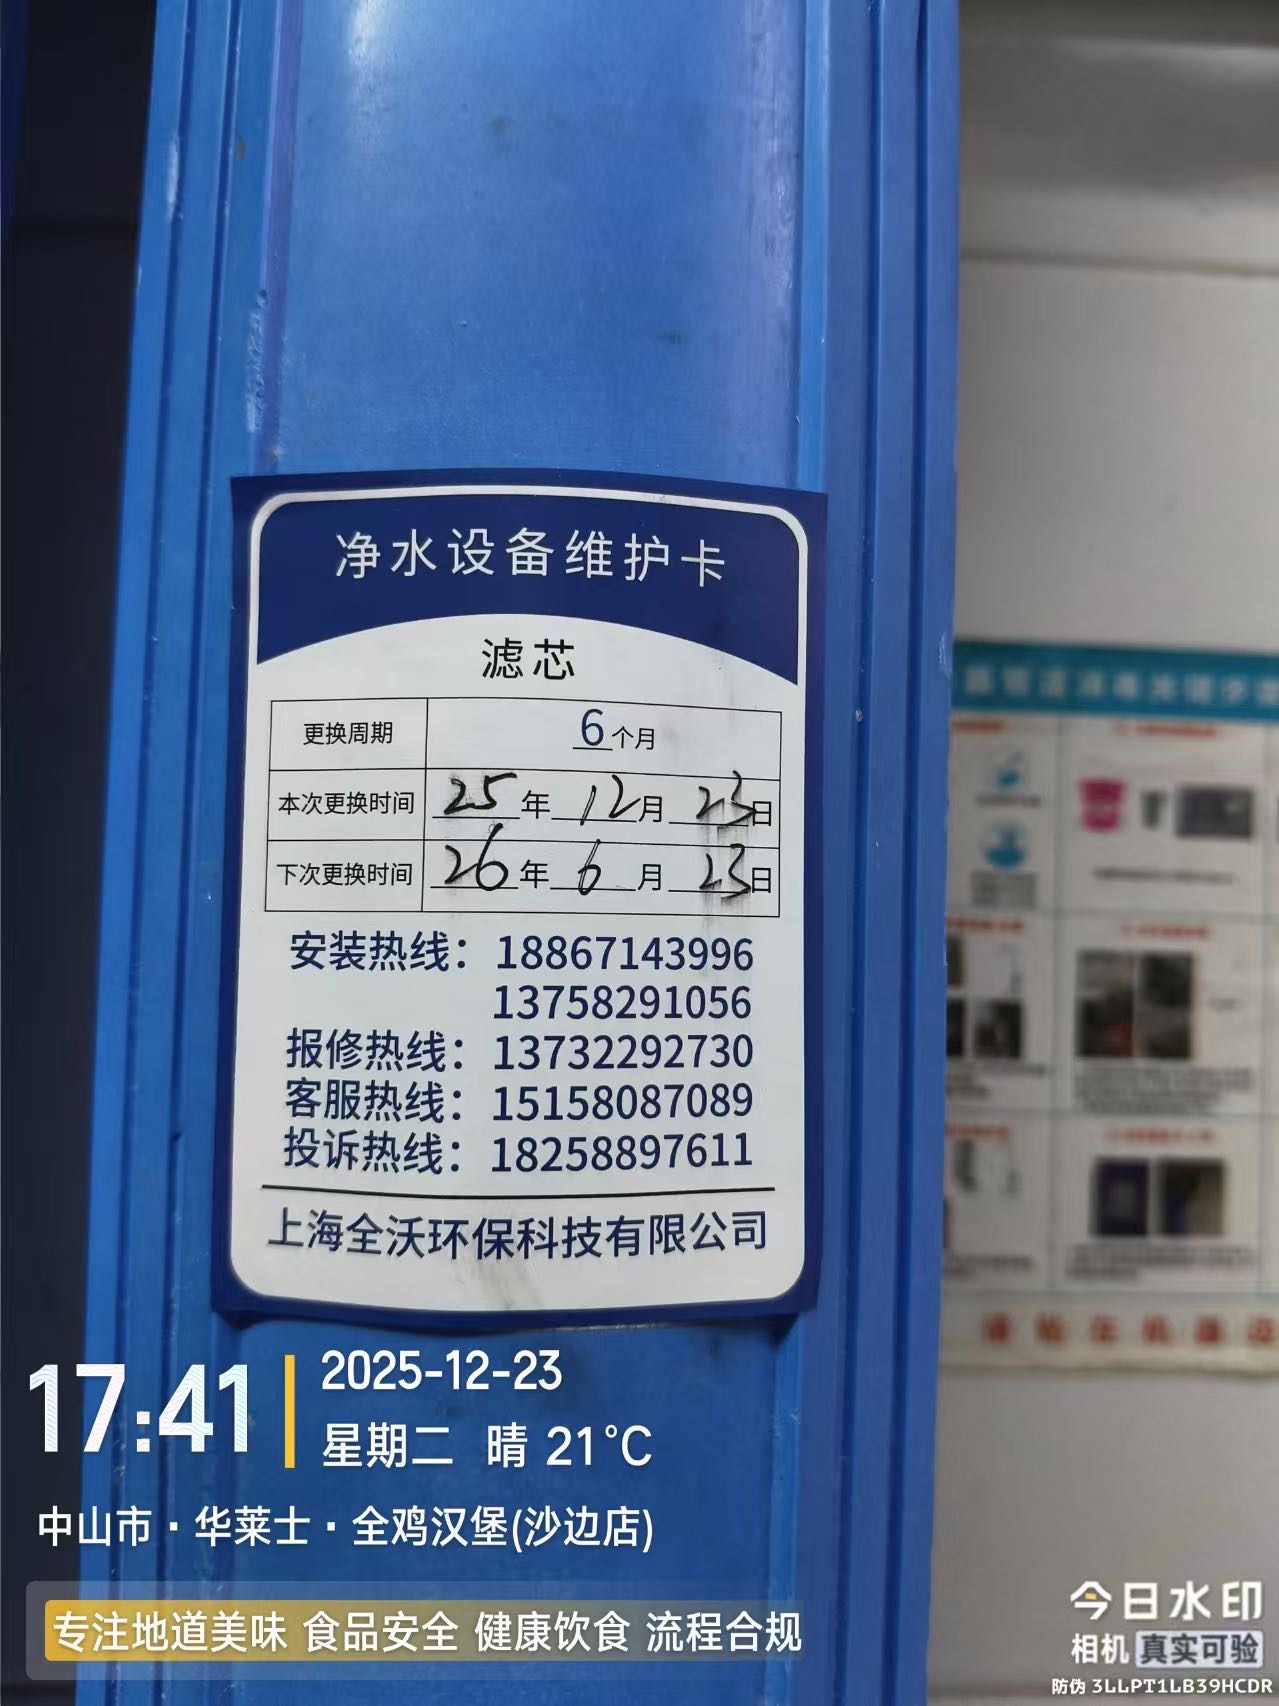 净水设备维护卡
滤芯
更换周期 6个月
本次更换时间 25年12月23日
下次更换时间 26年6月23日
安装热线：18867143996
13758291056
报修热线：13732292730
客服热线：15158087089
投诉热线：18258897611
上海全沃环保科技有限公司
17:41
2025-12-23
星期二 晴 21℃
中山市·华莱士·全鸡汉堡(沙边店)
专注地道美味 食品安全 健康饮食 流程合规
今日水印
相机 真实可验
防伪 3LLPT1LB39HCDR